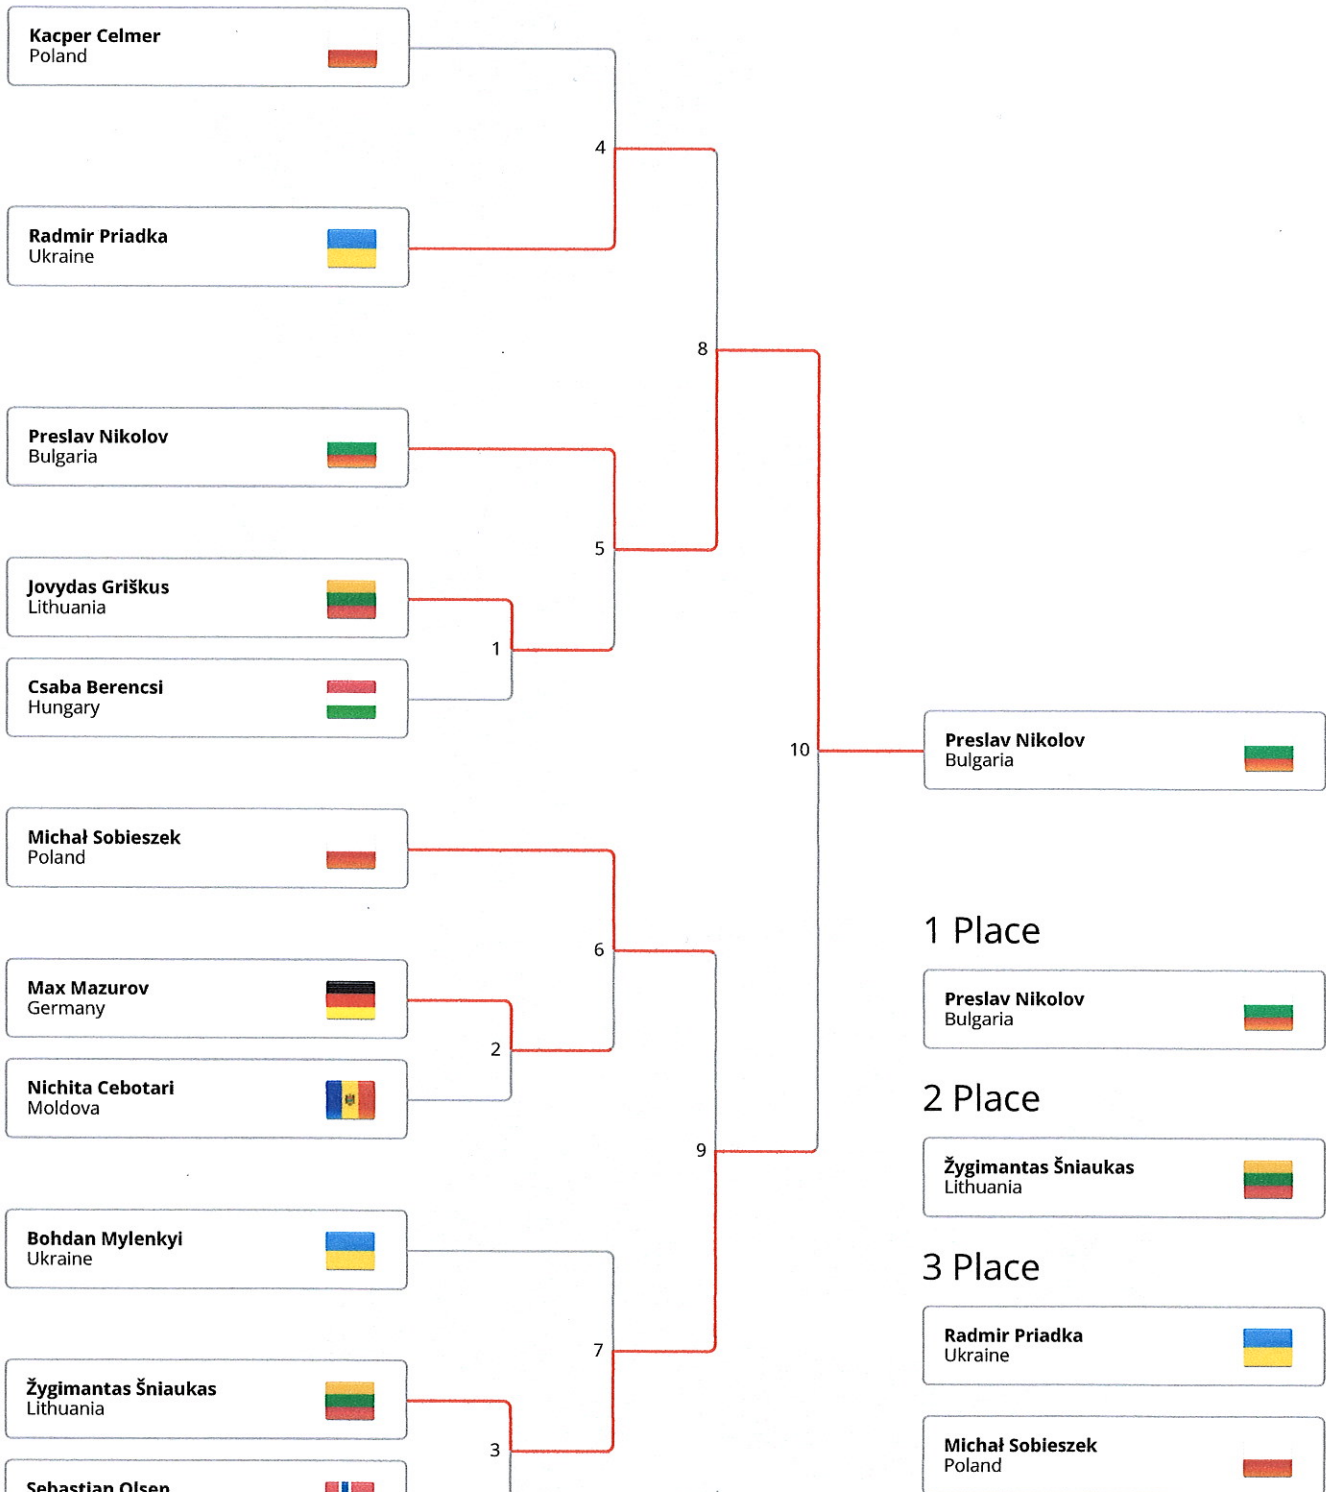 Kacper Celmer
Poland
4
Radmir Priadka
Ukraine
8
Preslav Nikolov
Bulgaria
5
Jovydas Griškus
Lithuania
1
Csaba Berencsi
Hungary
10
Preslav Nikolov
Bulgaria
Michał Sobieszek
Poland
6
Max Mazurov
Germany
2
Nichita Cebotari
Moldova
9
Bohdan Mylenkyi
Ukraine
7
Žygimantas Šniaukas
Lithuania
3
Sebastian Olsen
1 Place
Preslav Nikolov
Bulgaria
2 Place
Žygimantas Šniaukas
Lithuania
3 Place
Radmir Priadka
Ukraine
Michał Sobieszek
Poland